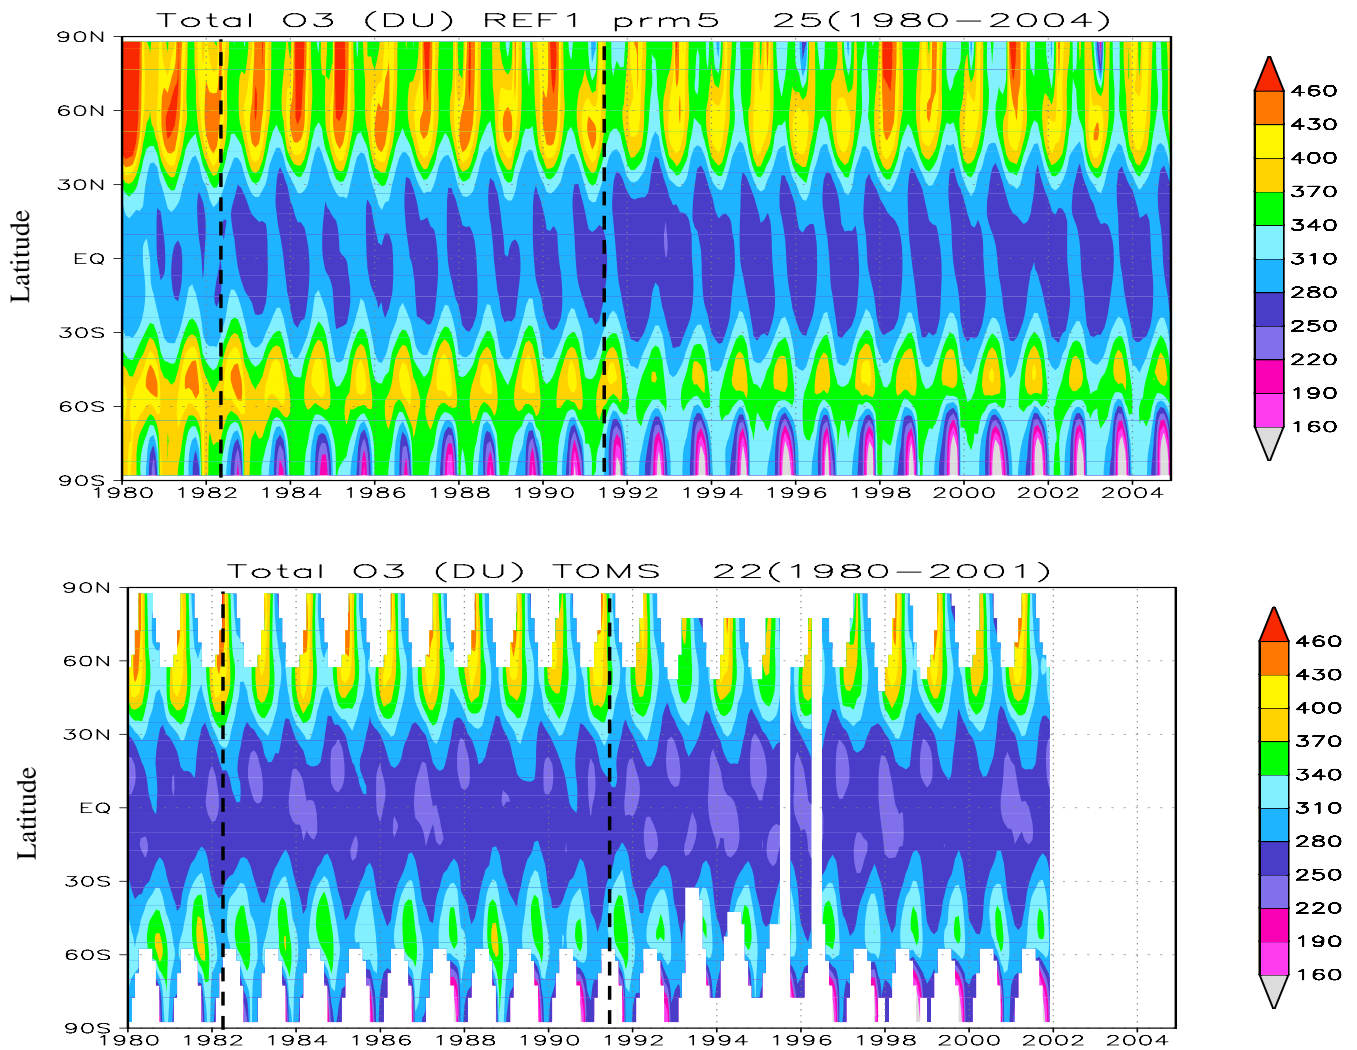 Total O3 (DU) REF1 prm5 25(1980−2004)
90N
60N
30N
EQ
30S
60S
90S
Latitude
1980 1982 1984 1986 1988 1990 1992 1994 1996 1998 2000 2002 2004
460
430
400
370
340
310
280
250
220
190
160
Total O3 (DU) TOMS 22(1980−2001)
90N
60N
30N
EQ
30S
60S
90S
Latitude
1980 1982 1984 1986 1988 1990 1992 1994 1996 1998 2000 2002 2004
460
430
400
370
340
310
280
250
220
190
160